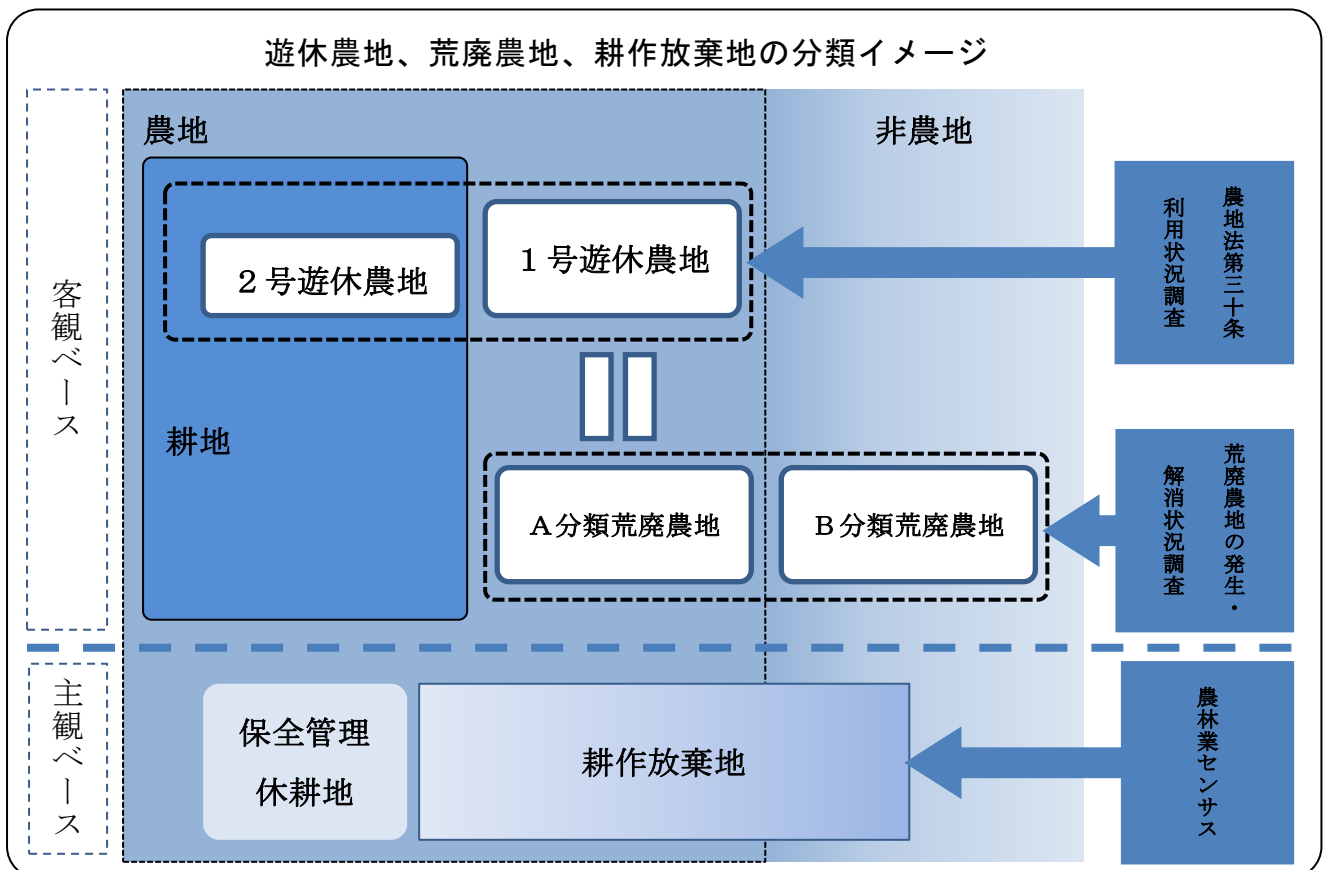 遊休農地、荒廃農地、耕作放棄地の分類イメージ
農地
非農地
客観ベース
２号遊休農地
１号遊休農地
農地法第三十条
利用状況調査
耕地
Ａ分類荒廃農地
Ｂ分類荒廃農地
荒廃農地の発生・
解消状況調査
主観ベース
保全管理
休耕地
耕作放棄地
農林業センサス